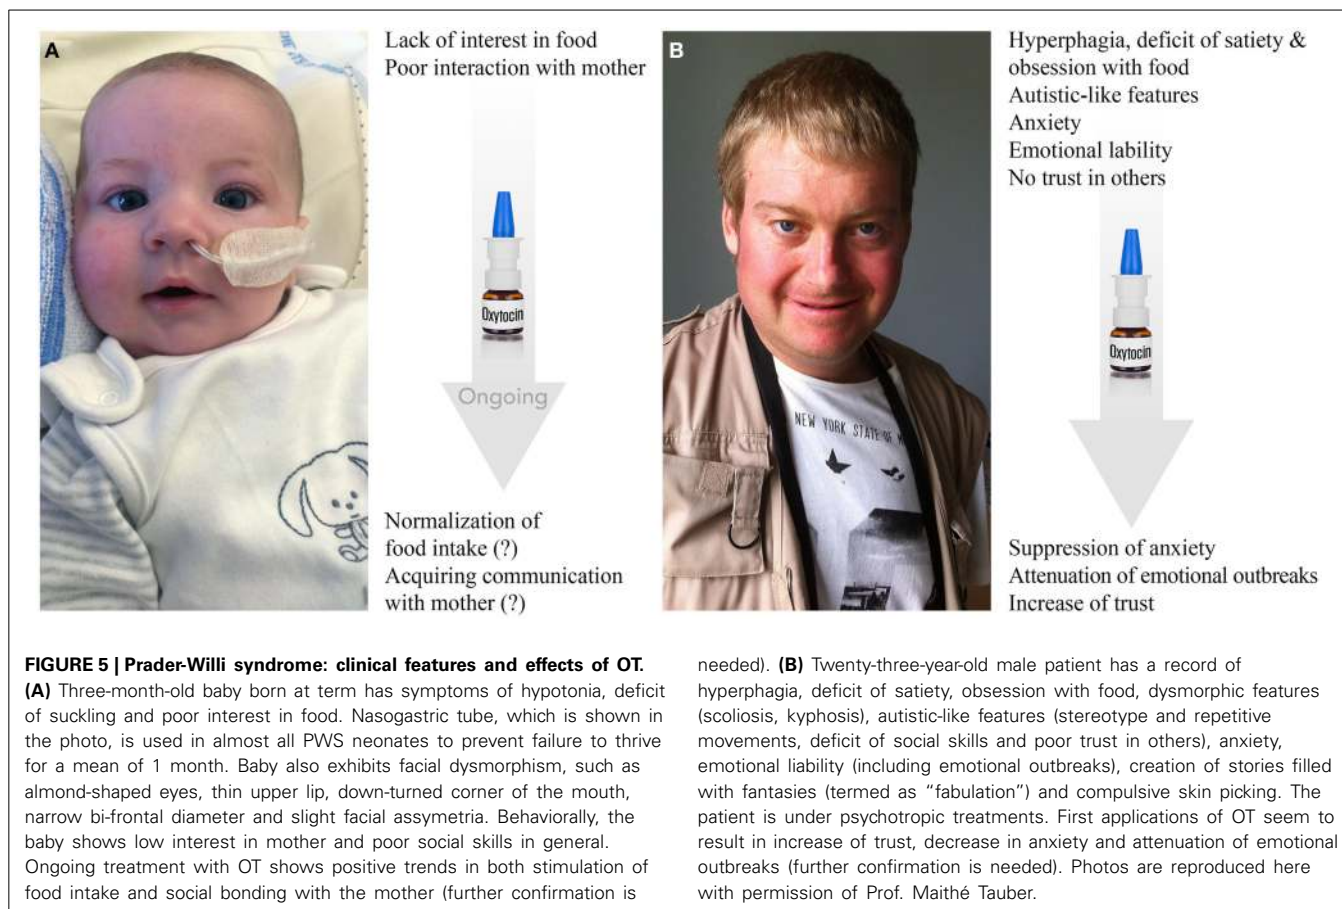 A
Lack of interest in food
Poor interaction with mother
Oxytocin
Ongoing
Normalization of
food intake (?)
Acquiring communication
with mother (?)
B
NEW YORK STATE OF
Hyperphagia, deficit of satiety &
obsession with food
Autistic-like features
Anxiety
Emotional lability
No trust in others
Oxytocin
Suppression of anxiety
Attenuation of emotional outbreaks
Increase of trust
FIGURE 5 | Prader-Willi syndrome: clinical features and effects of OT.
(A) Three-month-old baby born at term has symptoms of hypotonia, deficit
of suckling and poor interest in food. Nasogastric tube, which is shown in
the photo, is used in almost all PWS neonates to prevent failure to thrive
for a mean of 1 month. Baby also exhibits facial dysmorphism, such as
almond-shaped eyes, thin upper lip, down-turned corner of the mouth,
narrow bi-frontal diameter and slight facial assymetria. Behaviorally, the
baby shows low interest in mother and poor social skills in general.
Ongoing treatment with OT shows positive trends in both stimulation of
food intake and social bonding with the mother (further confirmation is
needed). (B) Twenty-three-year-old male patient has a record of
hyperphagia, deficit of satiety, obsession with food, dysmorphic features
(scoliosis, kyphosis), autistic-like features (stereotype and repetitive
movements, deficit of social skills and poor trust in others), anxiety,
emotional liability (including emotional outbreaks), creation of stories filled
with fantasies (termed as “fabulation”) and compulsive skin picking. The
patient is under psychotropic treatments. First applications of OT seem to
result in increase of trust, decrease in anxiety and attenuation of emotional
outbreaks (further confirmation is needed). Photos are reproduced here
with permission of Prof. Maithé Tauber.